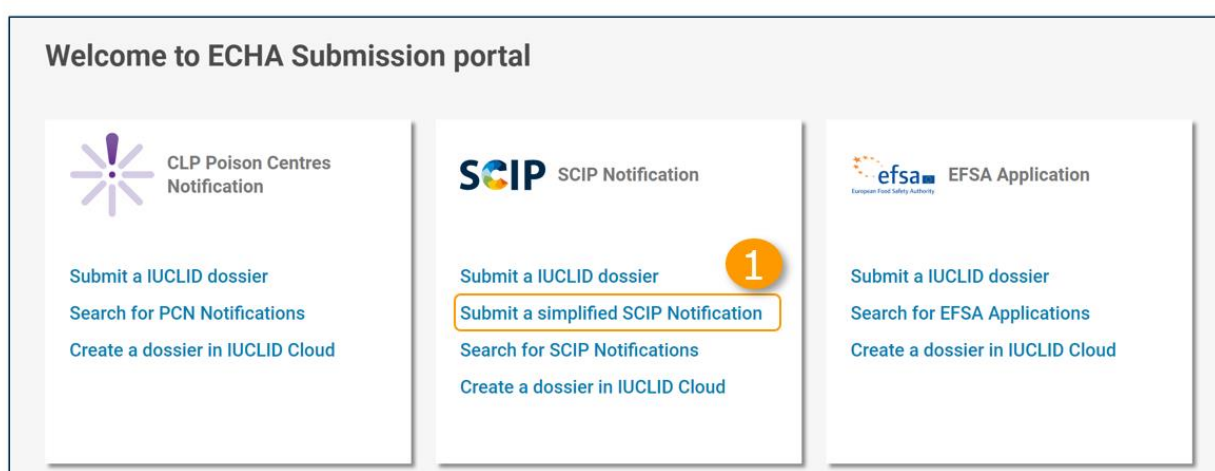 Welcome to ECHA Submission portal
CLP Poison Centres
Notification
Submit a IUCLID dossier
Search for PCN Notifications
Create a dossier in IUCLID Cloud
SCIP SCIP Notification
1
Submit a IUCLID dossier
Submit a simplified SCIP Notification
Search for SCIP Notifications
Create a dossier in IUCLID Cloud
efsa EFSA Application
European Food Safety Authority
Submit a IUCLID dossier
Search for EFSA Applications
Create a dossier in IUCLID Cloud